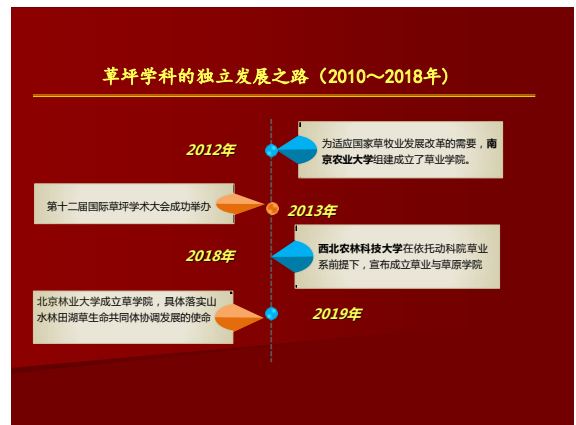 草坪学科的独立发展之路（2010～2018年)
2012年
为适应国家草牧业发展改革的需要，南
京农业大学组建成立了草业学院。
第十二届国际草坪学术大会成功举办
2013年
2018年
西北农林科技大学在依托动科院草业
系前提下，宣布成立草业与草原学院
北京林业大学成立草学院，具体落实山
水林田湖草生命共同体协调发展的使命
2019年